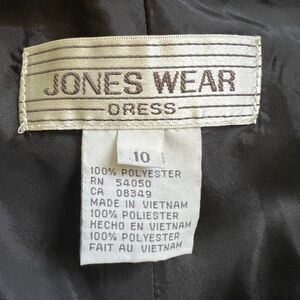 JONES WEAR
DRESS
10
100% POLYESTER
RN 54050
CA 08349
MADE IN VIETNAM
100% POLIESTER
HECHO EN VIETNAM
100% POLYESTER
FAIT AU VIETNAM